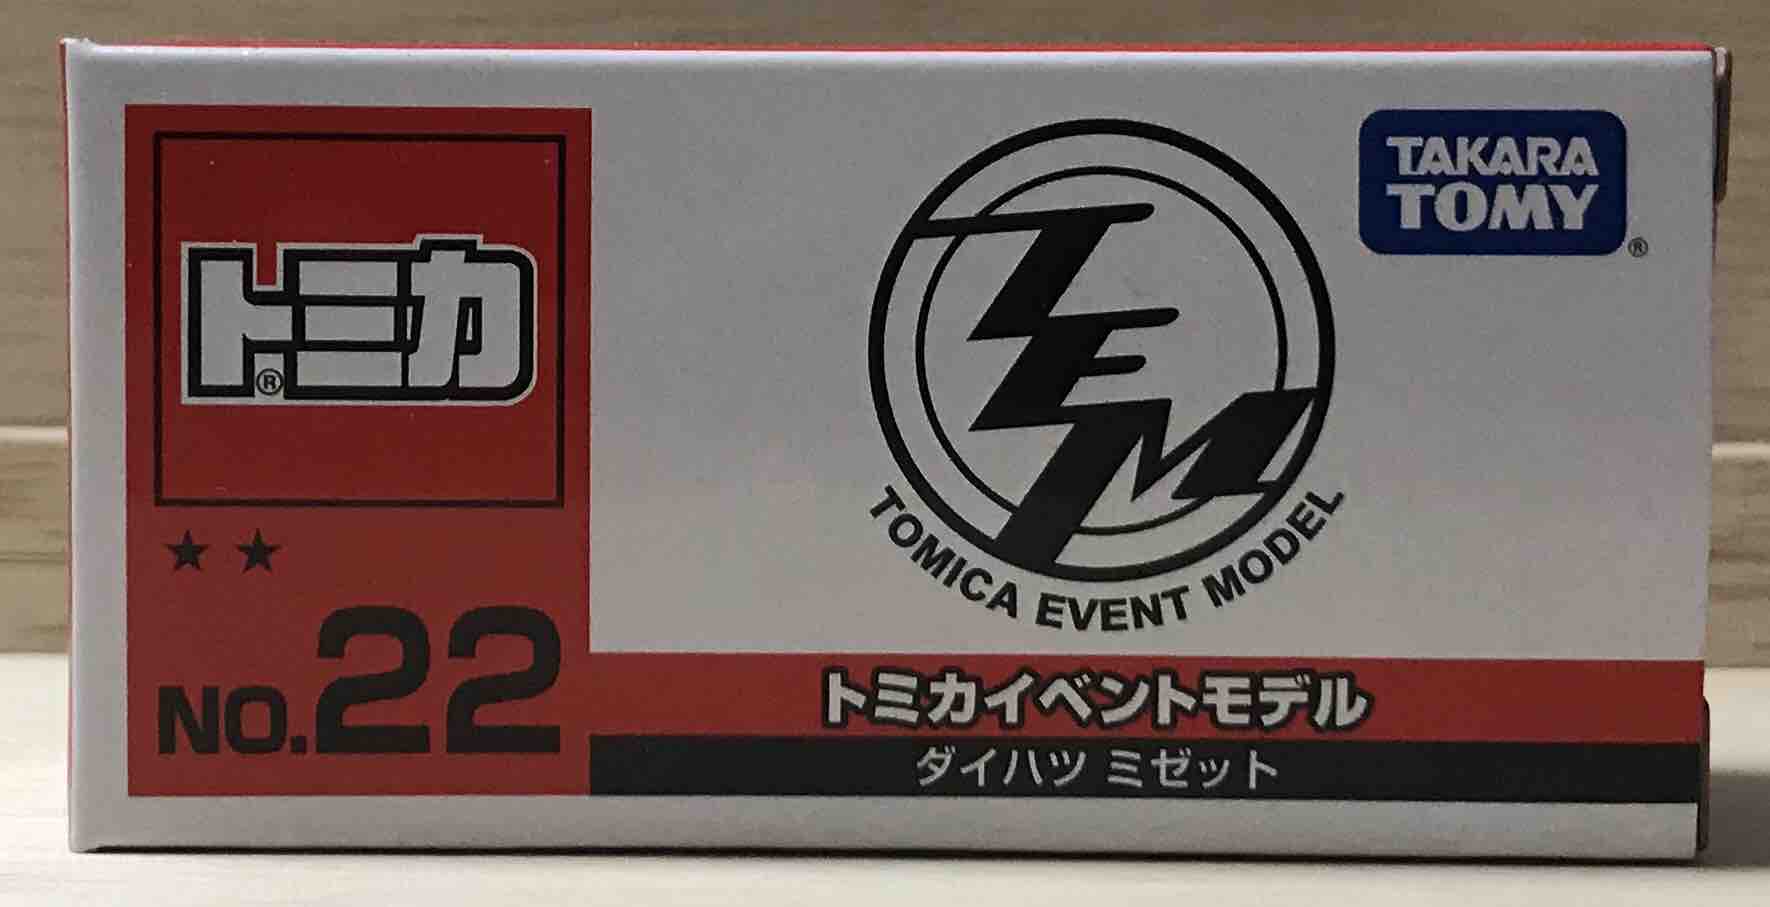 トミカ®
★★
NO.22
TEM
TOMICA EVENT MODEL
TAKARA
TOMY®
トミカイベントモデル
ダイハツ ミゼット